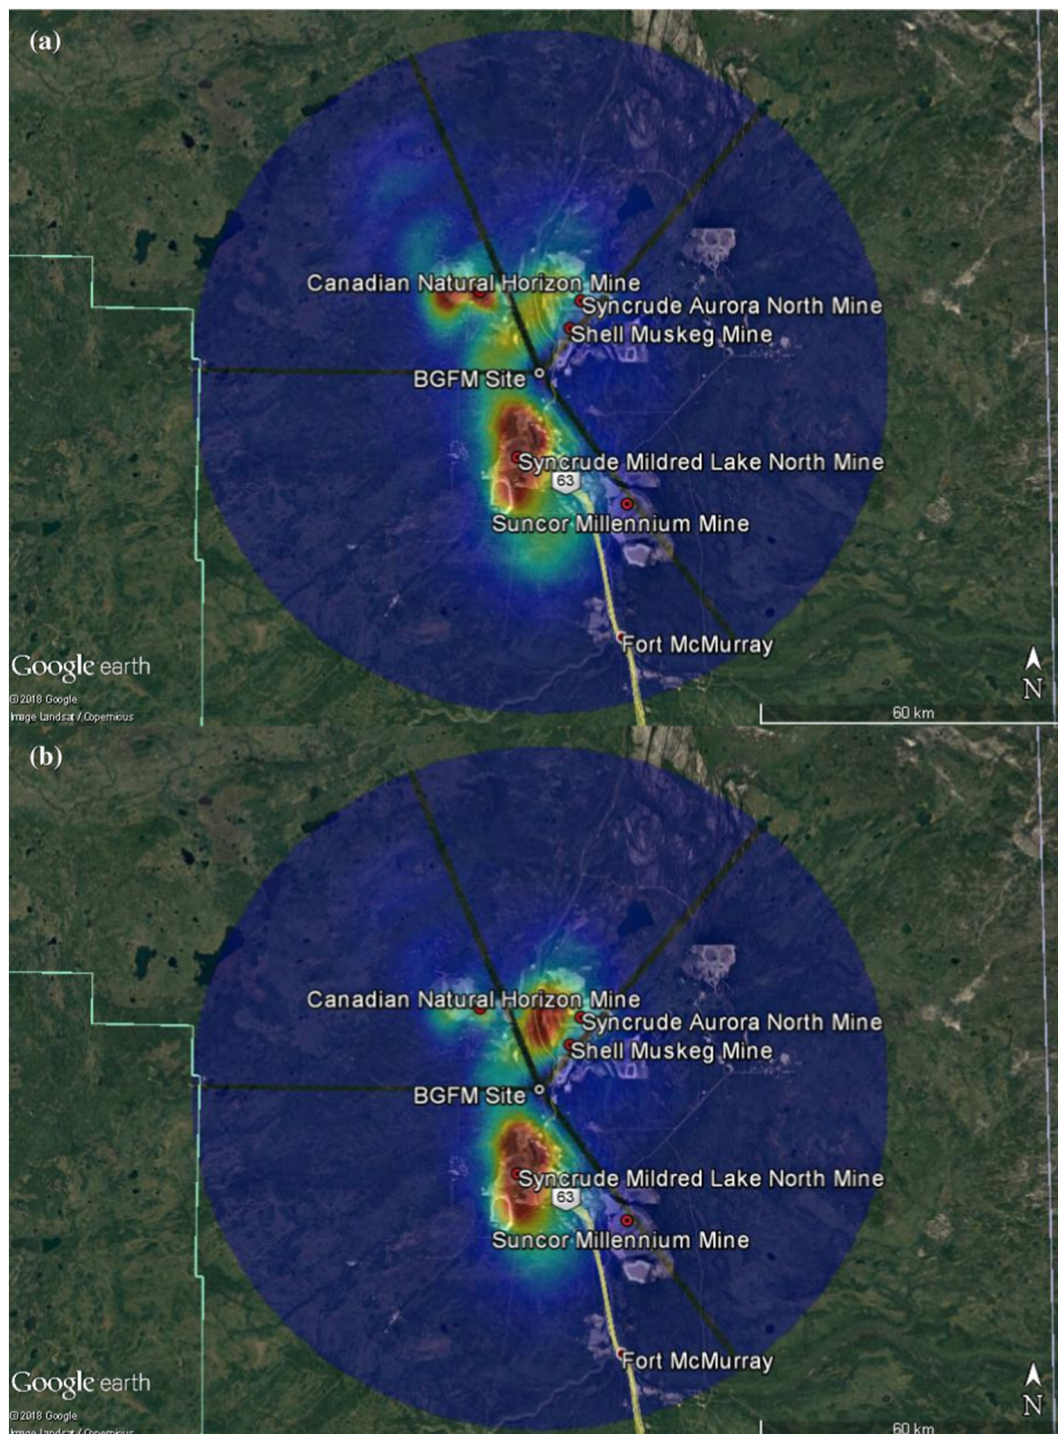 (a)
Canadian Natural Horizon Mine
Syncrude Aurora North Mine
Shell Muskeg Mine
BGFM Site
Syncrude Mildred Lake North Mine
63
Suncor Millennium Mine
Fort McMurray
Google earth
N
© 2018 Google
Image Landsat / Copernicus
60 km
(b)
Canadian Natural Horizon Mine
Syncrude Aurora North Mine
Shell Muskeg Mine
BGFM Site
Syncrude Mildred Lake North Mine
63
Suncor Millennium Mine
Fort McMurray
Google earth
N
© 2018 Google
Image Landsat / Copernicus
60 km